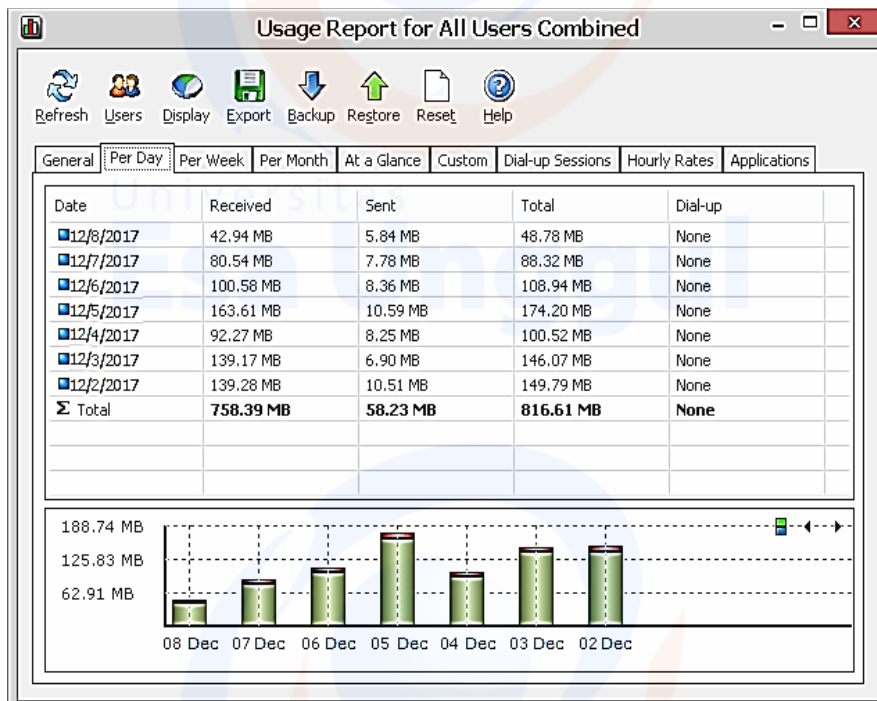 Usage Report for All Users Combined
Refresh Users Display Export Backup Restore Reset Help
General Per Day Per Week Per Month At a Glance Custom Dial-up Sessions Hourly Rates Applications
Universitas
Esa Unggul
Date Received Sent Total Dial-up
12/8/2017 42.94 MB 5.84 MB 48.78 MB None
12/7/2017 80.54 MB 7.78 MB 88.32 MB None
12/6/2017 100.58 MB 8.36 MB 108.94 MB None
12/5/2017 163.61 MB 10.59 MB 174.20 MB None
12/4/2017 92.27 MB 8.25 MB 100.52 MB None
12/3/2017 139.17 MB 6.90 MB 146.07 MB None
12/2/2017 139.28 MB 10.51 MB 149.79 MB None
Σ Total 758.39 MB 58.23 MB 816.61 MB None
188.74 MB
125.83 MB
62.91 MB
08 Dec 07 Dec 06 Dec 05 Dec 04 Dec 03 Dec 02 Dec